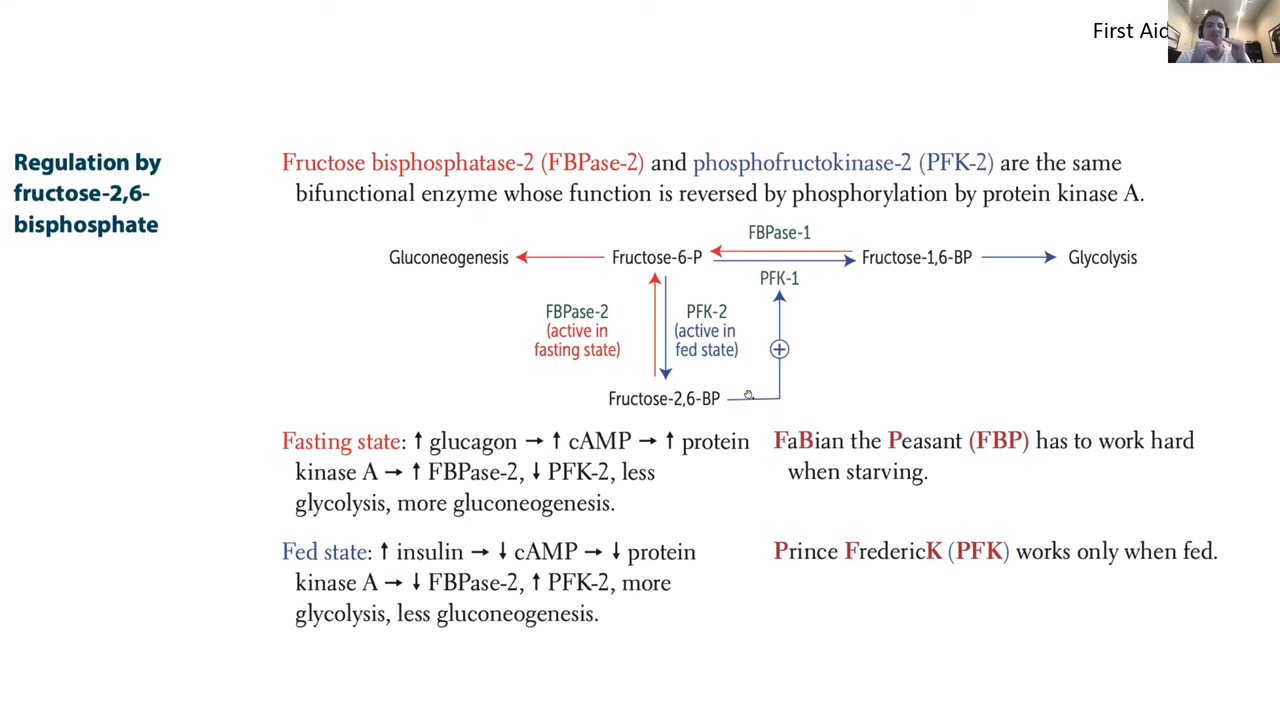 First Aid
Regulation by
fructose-2,6-
bisphosphate
Fructose bisphosphatase-2 (FBPase-2) and phosphofructokinase-2 (PFK-2) are the same
bifunctional enzyme whose function is reversed by phosphorylation by protein kinase A.
FBPase-1
Gluconeogenesis
Fructose-6-P
Fructose-1,6-BP
Glycolysis
PFK-1
FBPase-2
(active in
fasting state)
PFK-2
(active in
fed state)
+
Fructose-2,6-BP
Fasting state: ↑ glucagon → ↑ cAMP → ↑ protein
kinase A → ↑ FBPase-2, ↓ PFK-2, less
glycolysis, more gluconeogenesis.
FaBian the Peasant (FBP) has to work hard
when starving.
Fed state: ↑ insulin → ↓ cAMP → ↓ protein
kinase A → ↓ FBPase-2, ↑ PFK-2, more
glycolysis, less gluconeogenesis.
Prince FredericK (PFK) works only when fed.